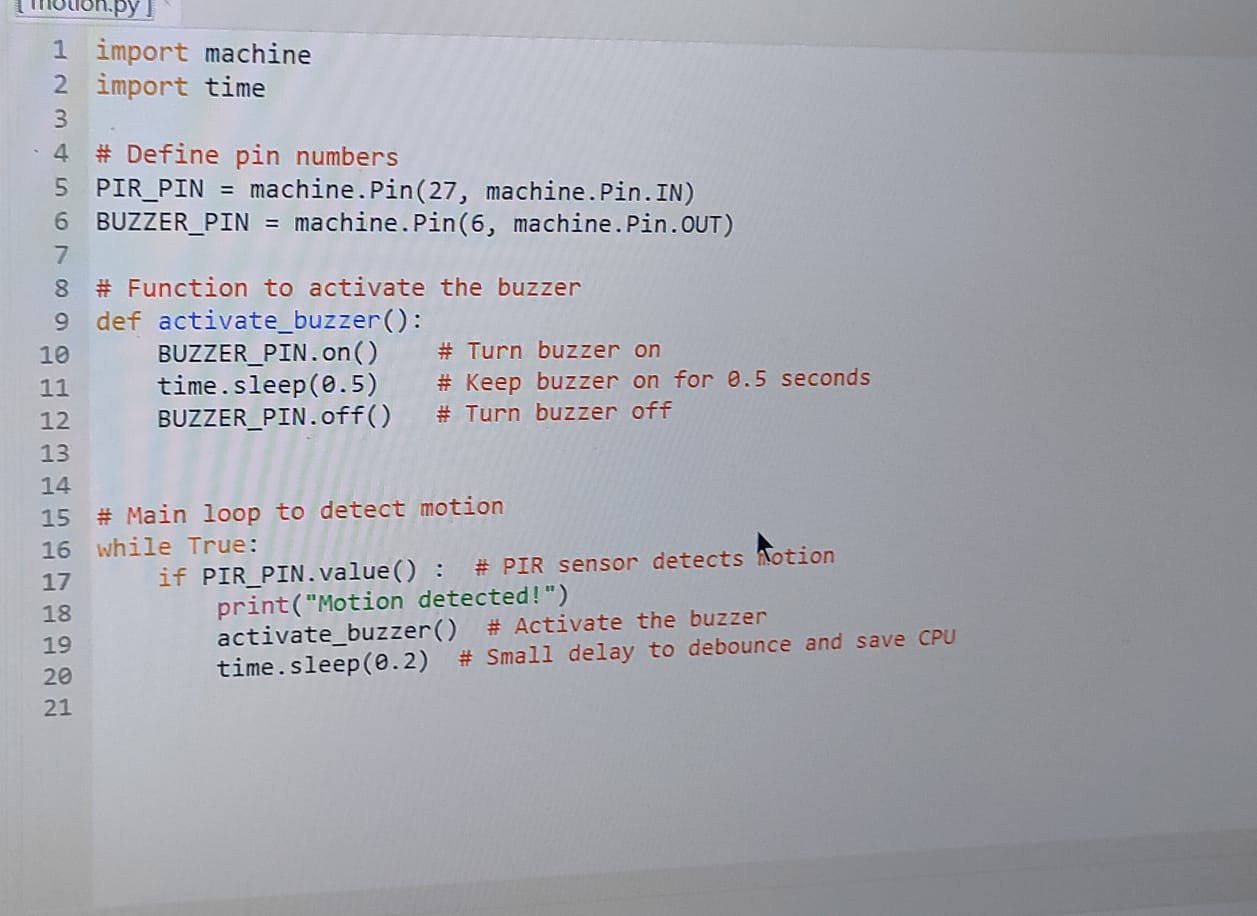 [ motion.py ]
1 import machine
2 import time
3
4 # Define pin numbers
5 PIR_PIN = machine.Pin(27, machine.Pin.IN)
6 BUZZER_PIN = machine.Pin(6, machine.Pin.OUT)
7
8 # Function to activate the buzzer
9 def activate_buzzer():
10     BUZZER_PIN.on()    # Turn buzzer on
11     time.sleep(0.5)    # Keep buzzer on for 0.5 seconds
12     BUZZER_PIN.off()   # Turn buzzer off
13
14
15 # Main loop to detect motion
16 while True:
17     if PIR_PIN.value() :  # PIR sensor detects motion
18         print("Motion detected!")
19         activate_buzzer()  # Activate the buzzer
20         time.sleep(0.2)  # Small delay to debounce and save CPU
21